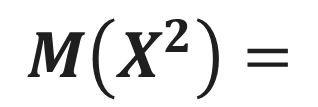 M(X²) =